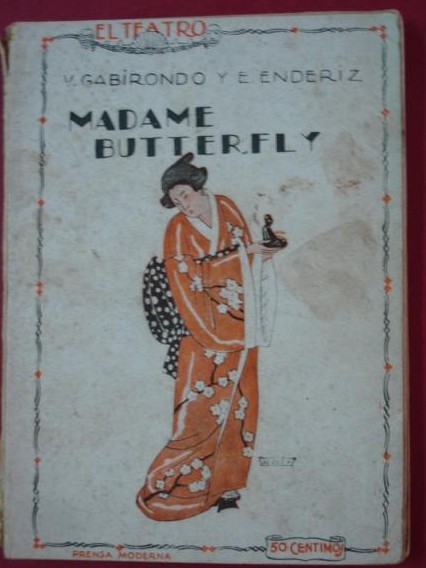 EL TEATRO
V. GABIRONDO Y E. ENDERIZ
MADAME
BUTTERFLY
50 CENTIMOS
PRENSA MODERNA